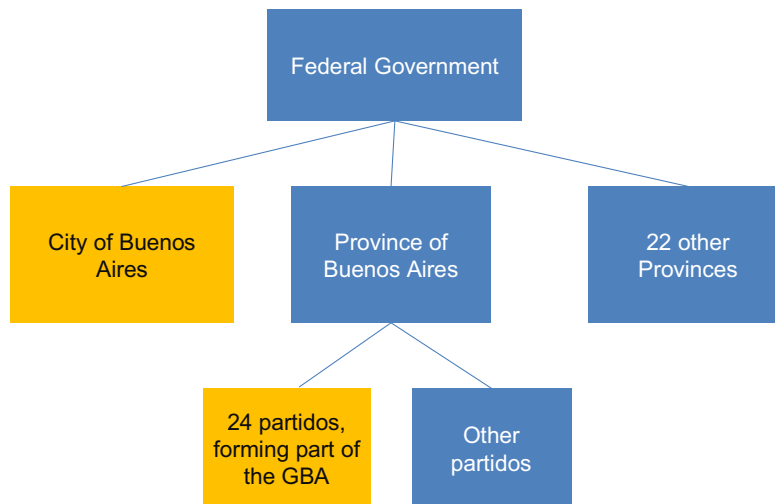 Federal Government
City of Buenos
Aires
Province of
Buenos Aires
22 other
Provinces
24 partidos,
forming part of
the GBA
Other
partidos